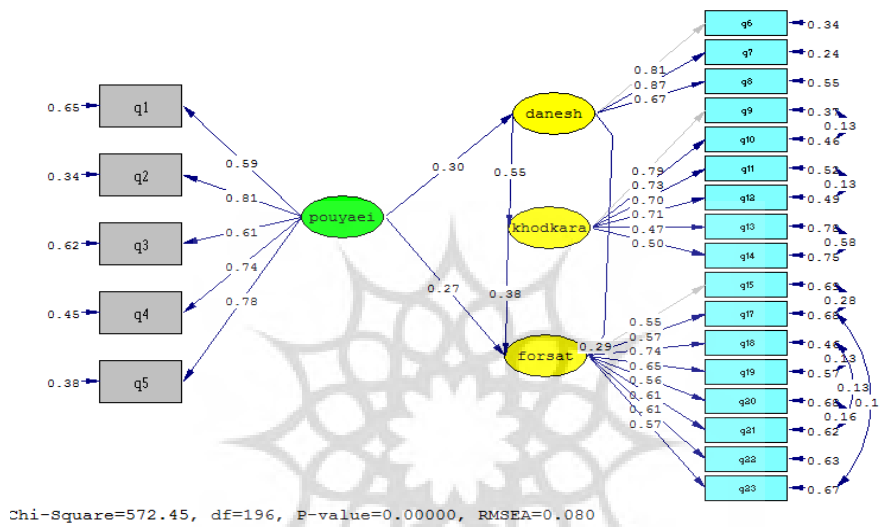 0.65 q1
0.34 q2
0.62 q3
0.45 q4
0.38 q5
0.59
0.81
0.61
0.74
0.78
pouyaei
0.30
0.27
danesh
0.55
khodkara
0.38
forsat
0.29
0.81
0.87
0.67
0.79
0.73
0.70
0.71
0.47
0.50
0.55
0.57
0.74
0.65
0.56
0.61
0.61
0.57
q6 0.34
q7 0.24
q8 0.55
q9 0.37
0.13
q10 0.46
q11 0.52
0.13
q12 0.49
q13 0.78
0.58
q14 0.75
q15 0.69
0.28
q17 0.68
q18 0.46
0.13
q19 0.57
0.13
q20
0.16
q21 0.62
q22 0.63
q23 0.67
Chi-Square=572.45, df=196, P-value=0.00000, RMSEA=0.080